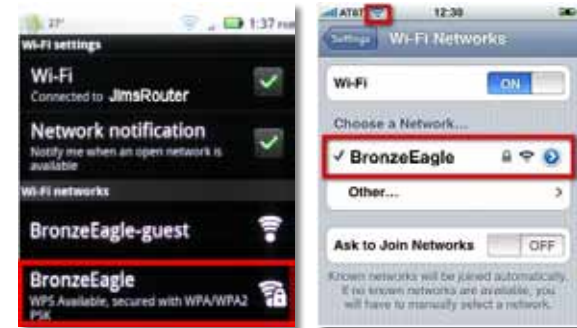 27°
1:37 PM
Wi-Fi settings
Wi-Fi
Connected to JimsRouter
Network notification
Notify me when an open network is
available
Wi-Fi networks
BronzeEagle-guest
BronzeEagle
WPS Available, secured with WPA/WPA2
PSK
AT&T
12:30
Settings
Wi-Fi Networks
Wi-Fi
ON
Choose a Network...
✓ BronzeEagle
Other...
Ask to Join Networks
OFF
Known networks will be joined automatically.
If no known networks are available, you
will have to manually select a network.